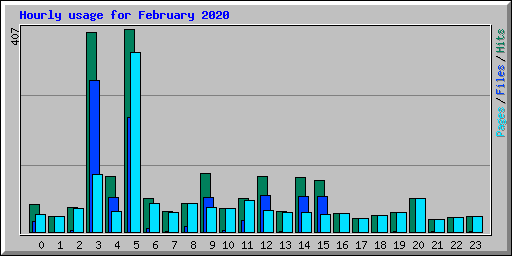 Hourly usage for February 2020
407
Pages / Files / Hits
0 1 2 3 4 5 6 7 8 9 10 11 12 13 14 15 16 17 18 19 20 21 22 23